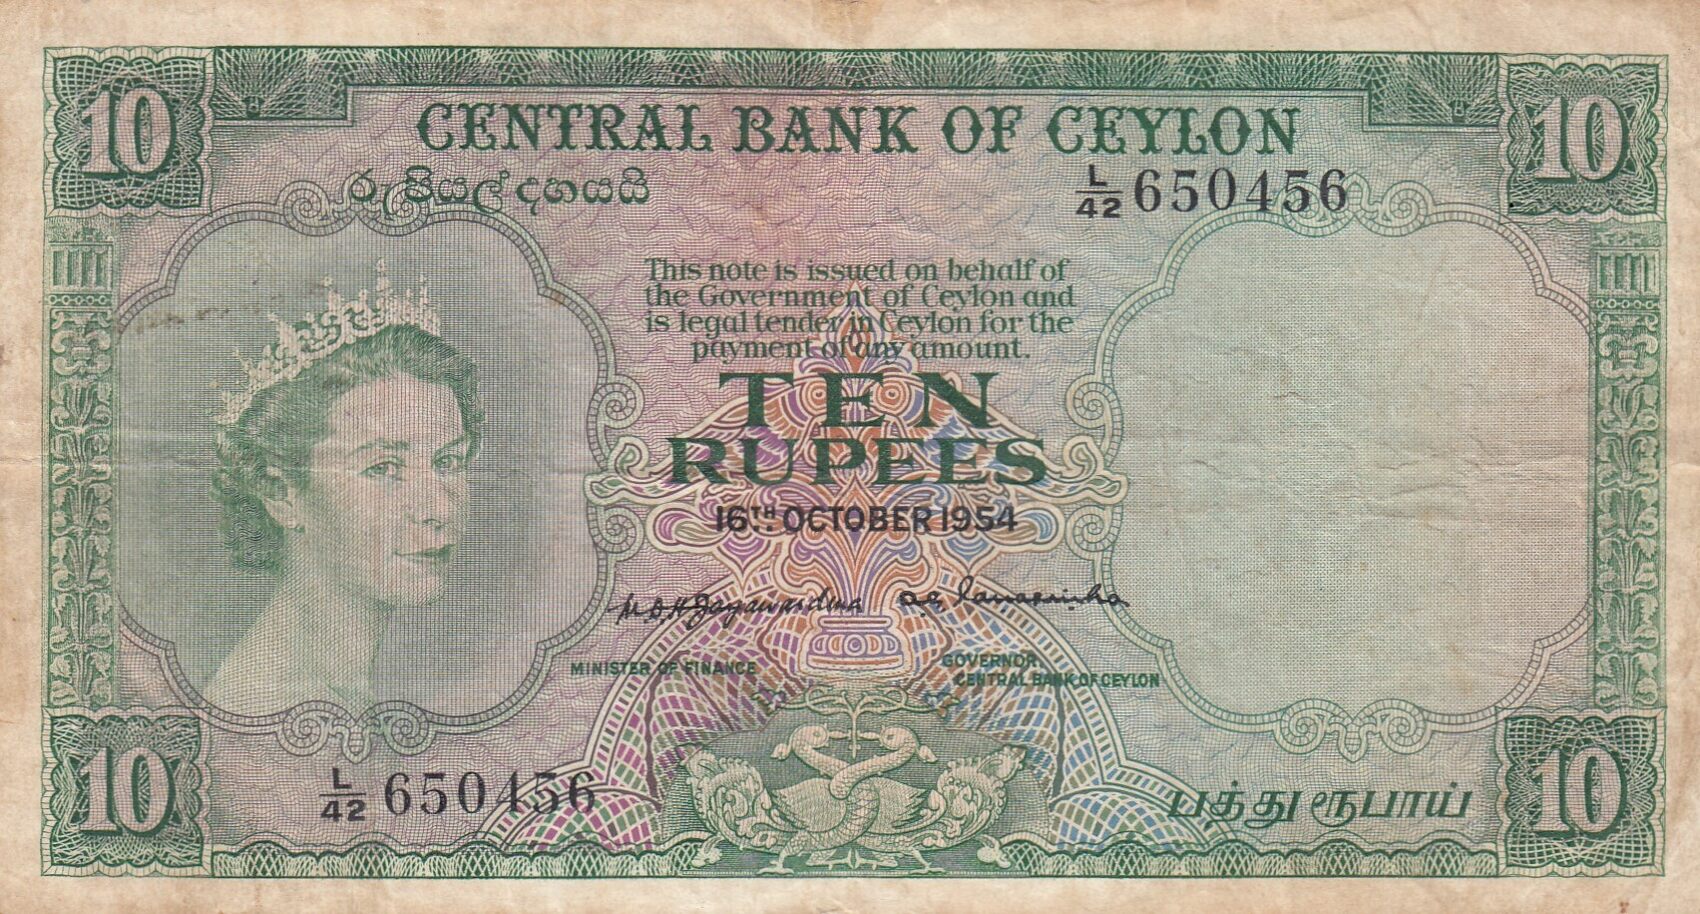 10
10
CENTRAL BANK OF CEYLON
රුපියල් දහයයි
L/42 650456
This note is issued on behalf of
the Government of Ceylon and
is legal tender in Ceylon for the
payment of any amount.
TEN
RUPEES
16TH OCTOBER 1954
MINISTER OF FINANCE
GOVERNOR
CENTRAL BANK OF CEYLON
L/42 650456
பத்து ரூபாய்
10
10